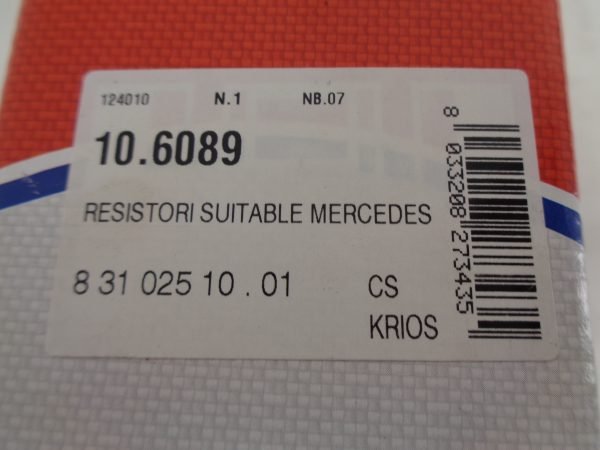 124010 N.1 NB.07
10.6089
RESISTORI SUITABLE MERCEDES
8 31 025 10 . 01 CS
KRIOS
8 033208 273435